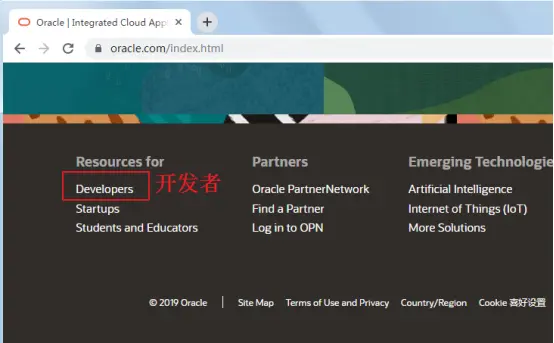 Oracle | Integrated Cloud Appl
oracle.com/index.html
Resources for
Developers
开发者
Startups
Students and Educators
Partners
Oracle PartnerNetwork
Find a Partner
Log in to OPN
Emerging Technologie
Artificial Intelligence
Internet of Things (IoT)
More Solutions
© 2019 Oracle | Site Map Terms of Use and Privacy Country/Region Cookie 喜好设置